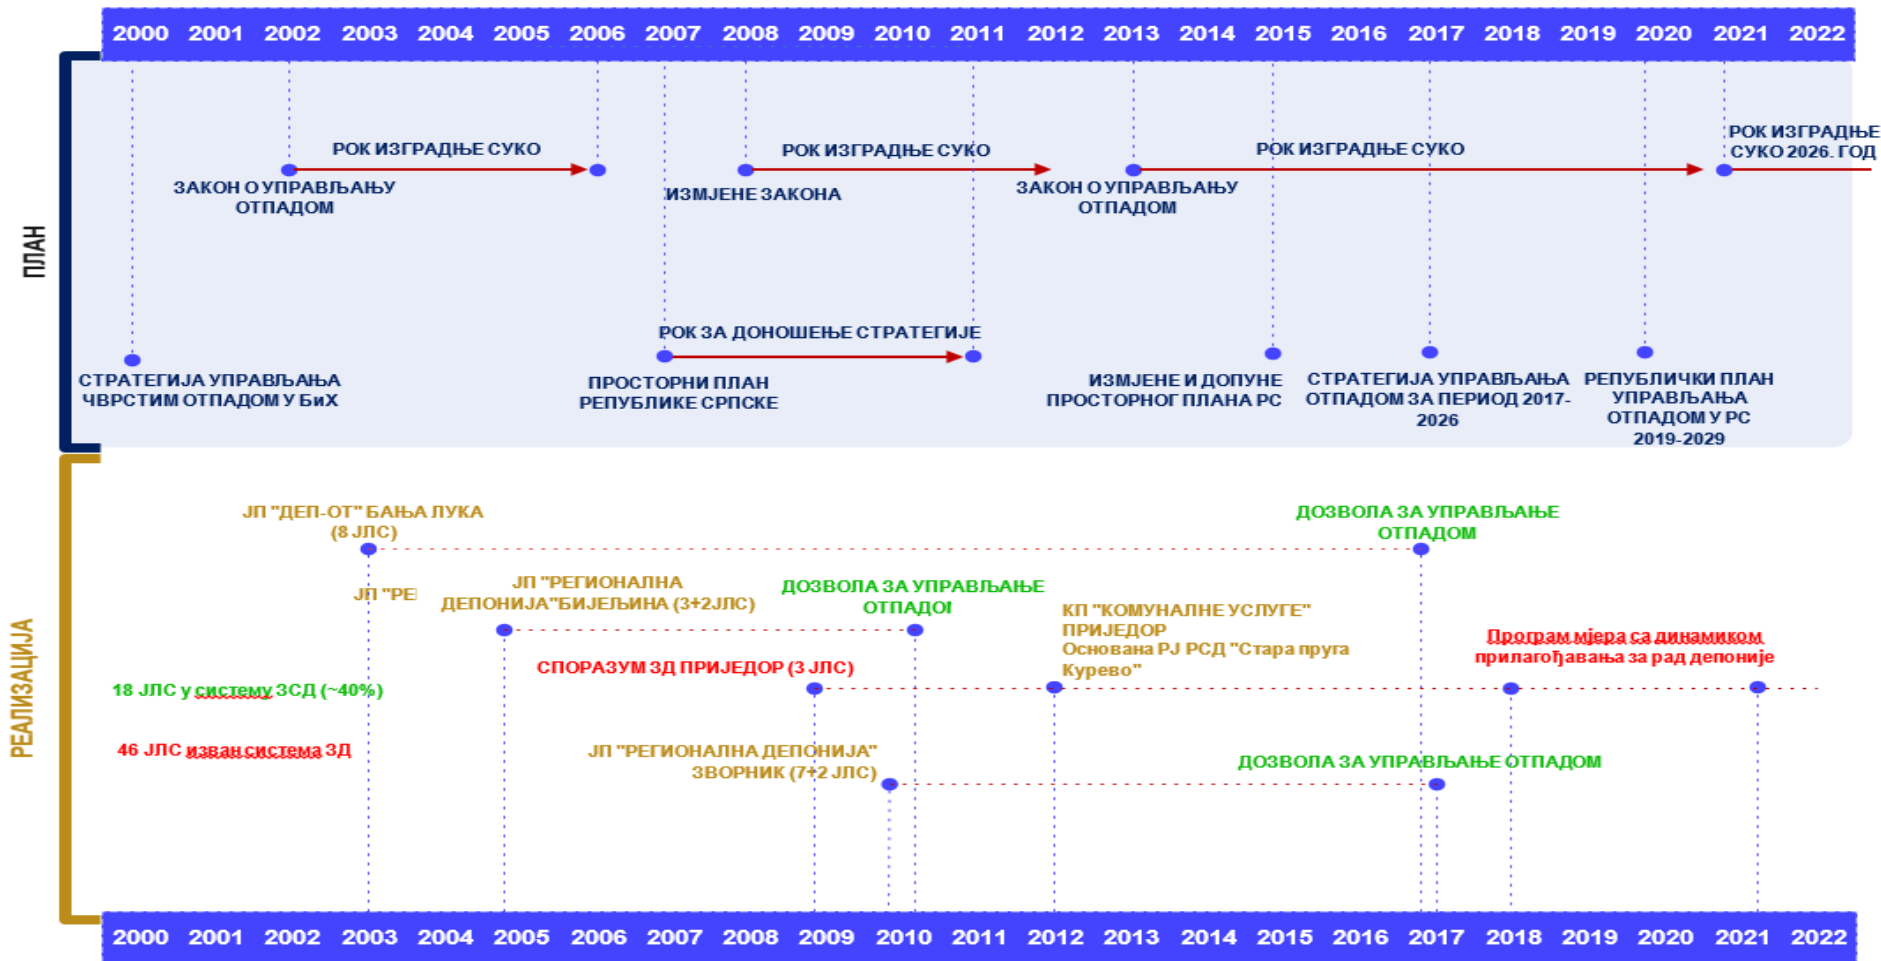 2000 2001 2002 2003 2004 2005 2006 2007 2008 2009 2010 2011 2012 2013 2014 2015 2016 2017 2018 2019 2020 2021 2022
ПЛАН
РОК ИЗГРАДЊЕ СУКО
ЗАКОН О УПРАВЉАЊУ
ОТПАДОМ
РОК ИЗГРАДЊЕ СУКО
ИЗМЈЕНЕ ЗАКОНА
РОК ИЗГРАДЊЕ СУКО
ЗАКОН О УПРАВЉАЊУ
ОТПАДОМ
РОК ИЗГРАДЊЕ
СУКО 2026. ГОД
СТРАТЕГИЈА УПРАВЉАЊА
ЧВРСТИМ ОТПАДОМ У БиХ
РОК ЗА ДОНОШЕЊЕ СТРАТЕГИЈЕ
ПРОСТОРНИ ПЛАН
РЕПУБЛИКЕ СРПСКЕ
ИЗМЈЕНЕ И ДОПУНЕ
ПРОСТОРНОГ ПЛАНА РС
СТРАТЕГИЈА УПРАВЉАЊА
ОТПАДОМ ЗА ПЕРИОД 2017-
2026
РЕПУБЛИЧКИ ПЛАН
УПРАВЉАЊА
ОТПАДОМ У РС
2019-2029
РЕАЛИЗАЦИЈА
ЈП "ДЕП-ОТ" БАЊА ЛУКА
(8 ЈЛС)
ДОЗВОЛА ЗА УПРАВЉАЊЕ
ОТПАДОМ
ЈП "РЕ
ЈП "РЕГИОНАЛНА
ДЕПОНИЈА"БИЈЕЉИНА (3+2ЈЛС)
ДОЗВОЛА ЗА УПРАВЉАЊЕ
ОТПАДО
КП "КОМУНАЛНЕ УСЛУГЕ"
ПРИЈЕДОР
Основана РЈ РСД "Стара пруга
Курево"
СПОРАЗУМ ЗД ПРИЈЕДОР (3 ЈЛС)
Програм мјера са динамиком
прилагођавања за рад депоније
18 ЈЛС у систему ЗСД (~40%)
46 ЈЛС изван система ЗД
ЈП "РЕГИОНАЛНА ДЕПОНИЈА"
ЗВОРНИК (7+2 ЈЛС)
ДОЗВОЛА ЗА УПРАВЉАЊЕ ОТПАДОМ
2000 2001 2002 2003 2004 2005 2006 2007 2008 2009 2010 2011 2012 2013 2014 2015 2016 2017 2018 2019 2020 2021 2022